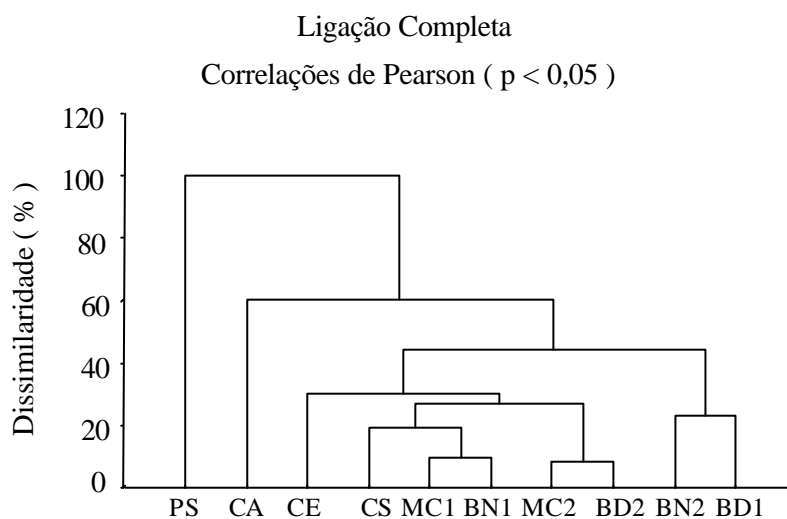 Ligação Completa
Correlações de Pearson ( p < 0,05 )
Dissimilaridade ( % )
120
100
80
60
40
20
0
PS CA CE CS MC1 BN1 MC2 BD2 BN2 BD1